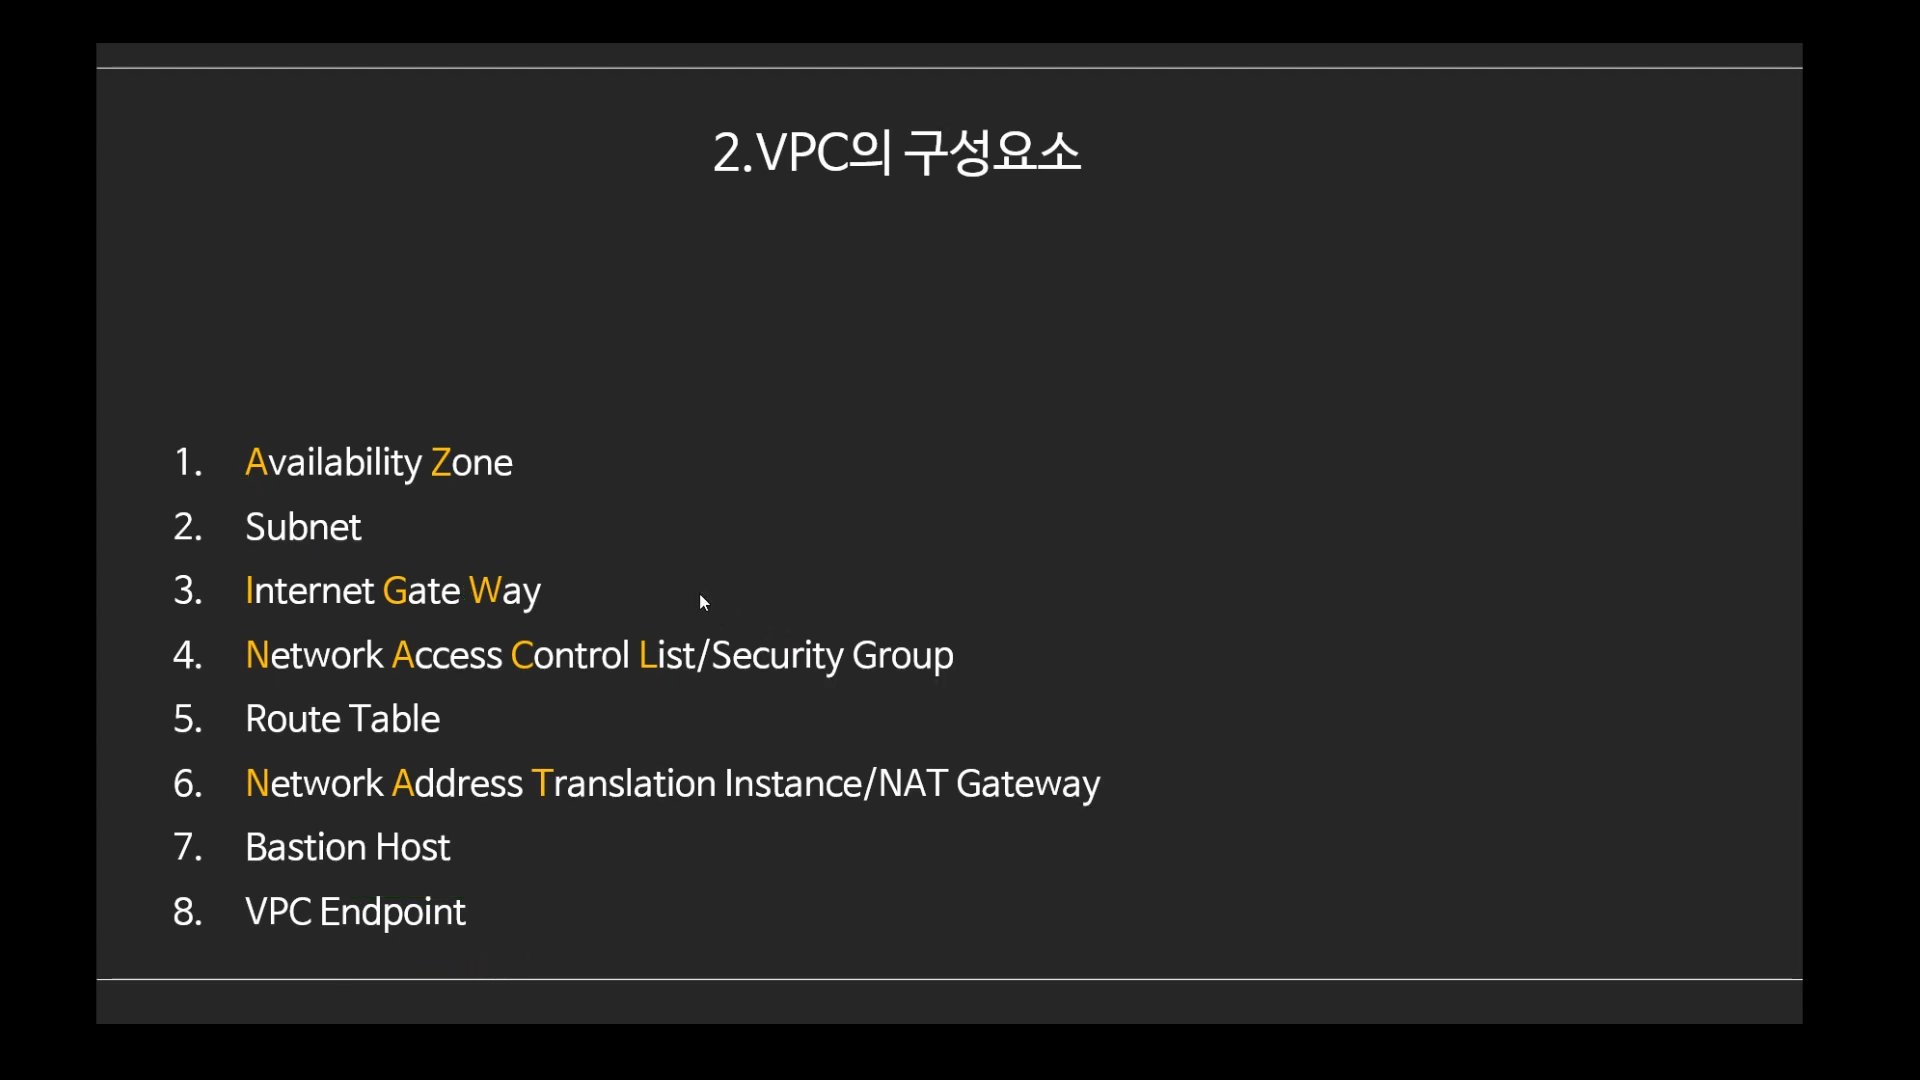 2.VPC의 구성요소
1. Availability Zone
2. Subnet
3. Internet Gate Way
4. Network Access Control List/Security Group
5. Route Table
6. Network Address Translation Instance/NAT Gateway
7. Bastion Host
8. VPC Endpoint